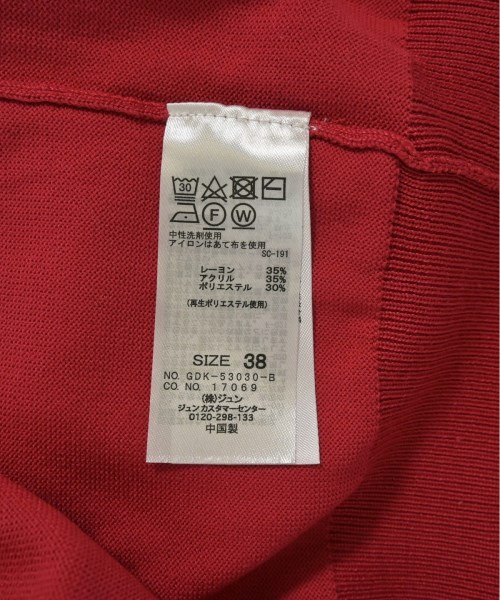 30
F W
中性洗剤使用
アイロンはあて布を使用
SC-191
レーヨン 35%
アクリル 35%
ポリエステル 30%
(再生ポリエステル使用)
SIZE 38
NO. GDK-53030-B
CO. NO. 17069
(株)ジュン
ジュンカスタマーセンター
0120-298-133
中国製